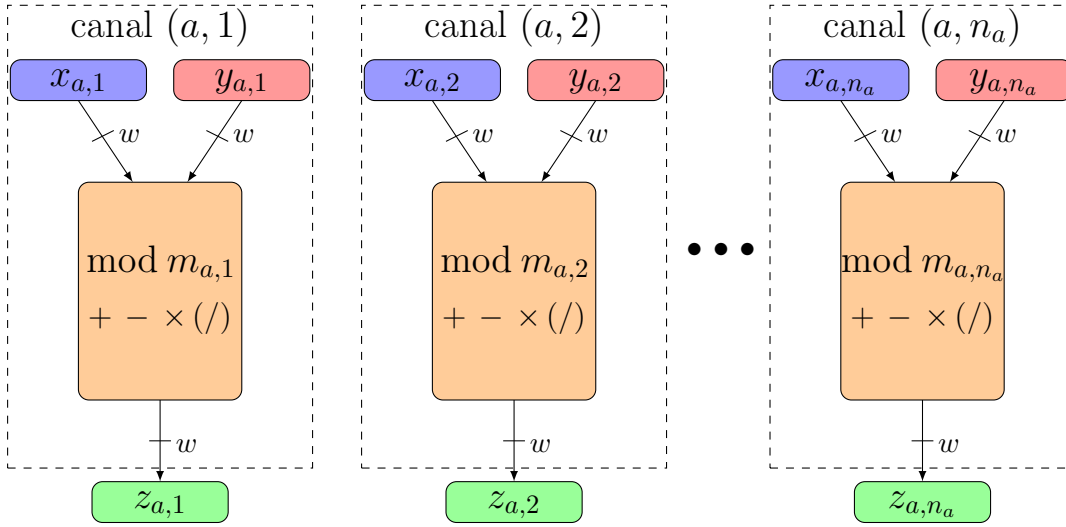 canal (a, 1)
x_{a,1} y_{a,1}
w w
mod m_{a,1}
+ − × (/)
w
z_{a,1}
canal (a, 2)
x_{a,2} y_{a,2}
w w
mod m_{a,2}
+ − × (/)
w
z_{a,2}
•••
canal (a, n_a)
x_{a,n_a} y_{a,n_a}
w w
mod m_{a,n_a}
+ − × (/)
w
z_{a,n_a}